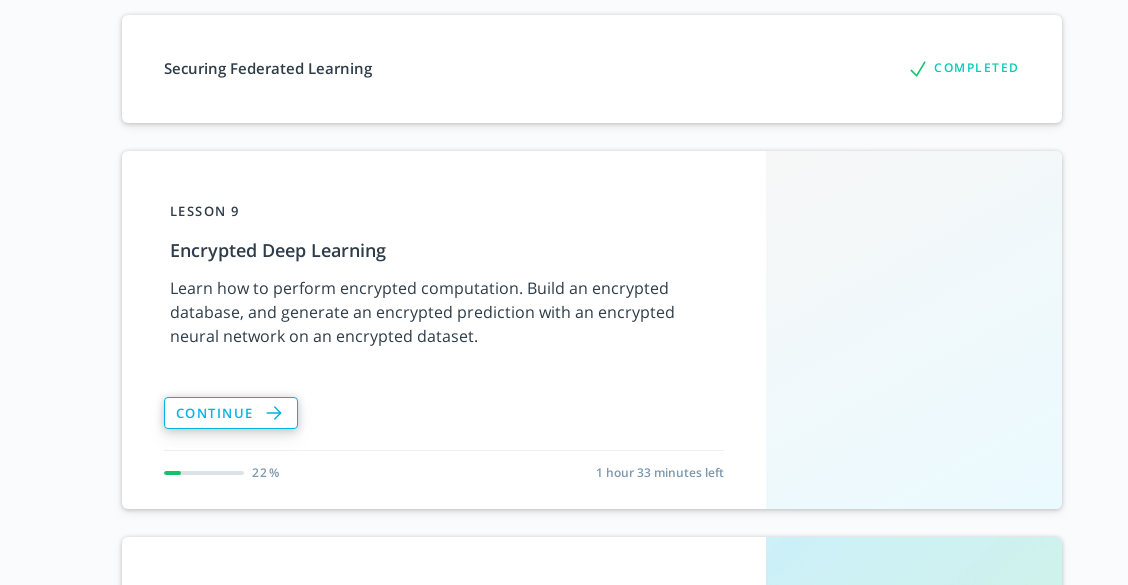 Securing Federated Learning
COMPLETED
LESSON 9
Encrypted Deep Learning
Learn how to perform encrypted computation. Build an encrypted
database, and generate an encrypted prediction with an encrypted
neural network on an encrypted dataset.
CONTINUE
22%
1 hour 33 minutes left